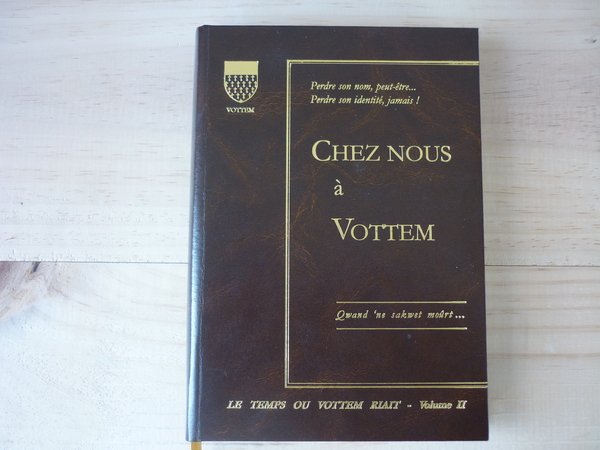 VOTTEM
Perdre son nom, peut-être...
Perdre son identité, jamais !
CHEZ NOUS
à
VOTTEM
Qwand 'ne sakwet moûrt...
LE TEMPS OU VOTTEM RIAIT - Volume II